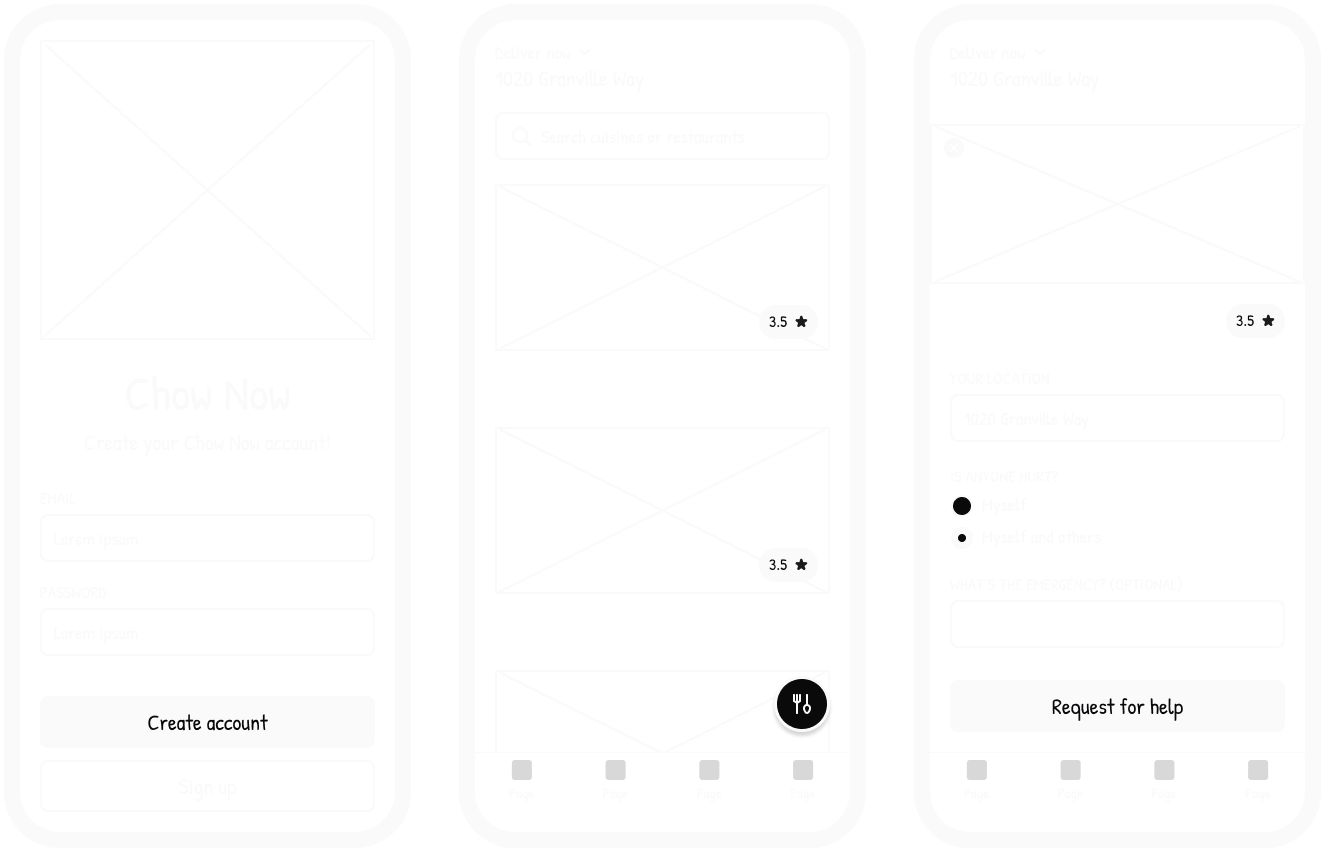 Chow Now
Create your Chow Now account!
EMAIL
Lorem ipsum
PASSWORD
Lorem ipsum
Create account
Sign up
Deliver now
1020 Granville Way
Search cuisines or restaurants
3.5
3.5
Page Page Page Page
Deliver now
1020 Granville Way
3.5
YOUR LOCATION
1020 Granville Way
IS ANYONE HURT?
Myself
Myself and others
WHAT'S THE EMERGENCY? (OPTIONAL)
Request for help
Page Page Page Page